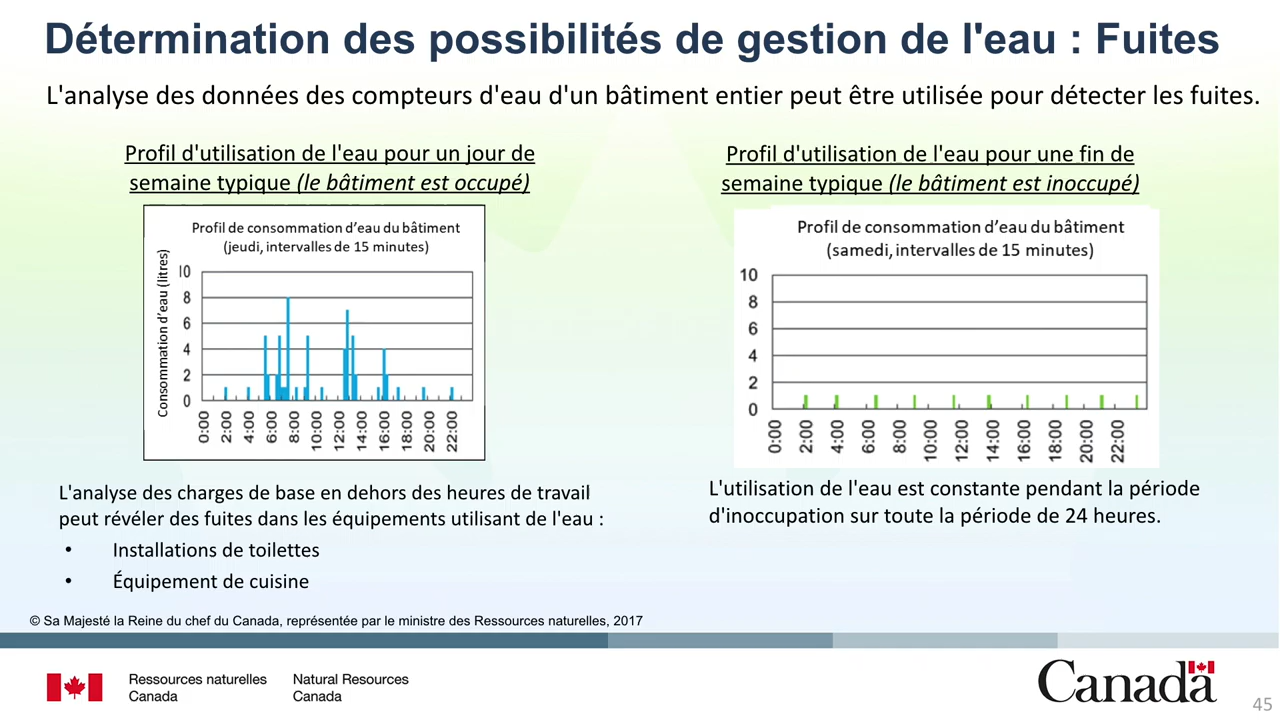 Détermination des possibilités de gestion de l'eau : Fuites
L'analyse des données des compteurs d'eau d'un bâtiment entier peut être utilisée pour détecter les fuites.
Profil d'utilisation de l'eau pour un jour de
semaine typique (le bâtiment est occupé)
Profil de consommation d'eau du bâtiment
(jeudi, intervalles de 15 minutes)
Consommation d'eau (litres)
10
8
6
4
2
0
0:00 2:00 4:00 6:00 8:00 10:00 12:00 14:00 16:00 18:00 20:00 22:00
L'analyse des charges de base en dehors des heures de travail
peut révéler des fuites dans les équipements utilisant de l'eau :
• Installations de toilettes
• Équipement de cuisine
Profil d'utilisation de l'eau pour une fin de
semaine typique (le bâtiment est inoccupé)
Profil de consommation d'eau du bâtiment
(samedi, intervalles de 15 minutes)
10
8
6
4
2
0
0:00 2:00 4:00 6:00 8:00 10:00 12:00 14:00 16:00 18:00 20:00 22:00
L'utilisation de l'eau est constante pendant la période
d'inoccupation sur toute la période de 24 heures.
© Sa Majesté la Reine du chef du Canada, représentée par le ministre des Ressources naturelles, 2017
Ressources naturelles
Canada
Natural Resources
Canada
Canada
45